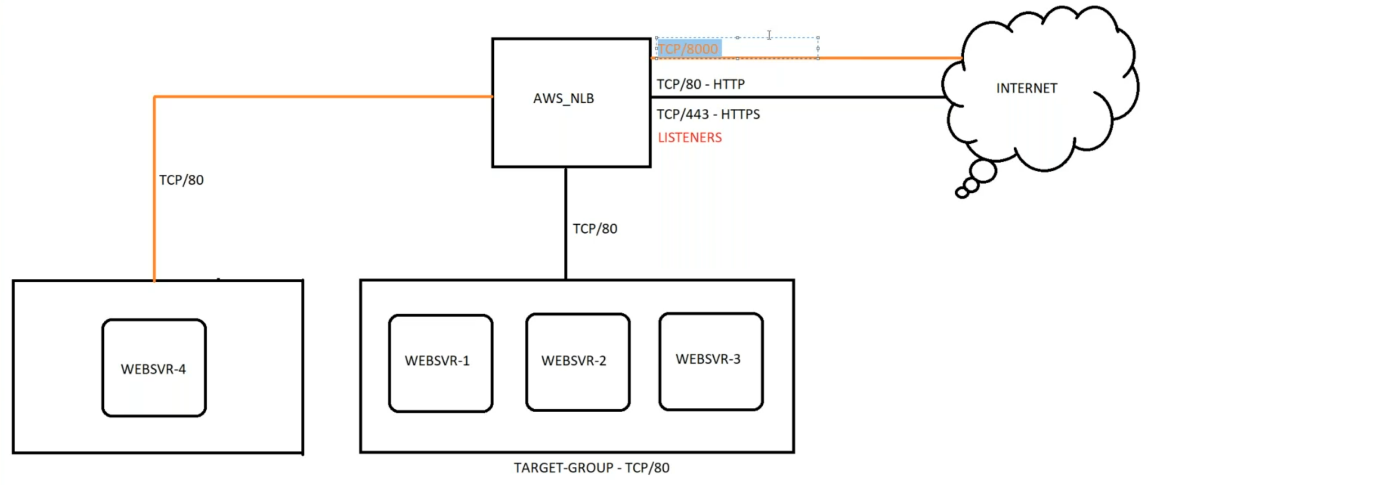 TCP/8000
TCP/80 - HTTP
AWS_NLB
INTERNET
TCP/443 - HTTPS
LISTENERS
TCP/80
TCP/80
WEBSVR-4
WEBSVR-1
WEBSVR-2
WEBSVR-3
TARGET-GROUP - TCP/80